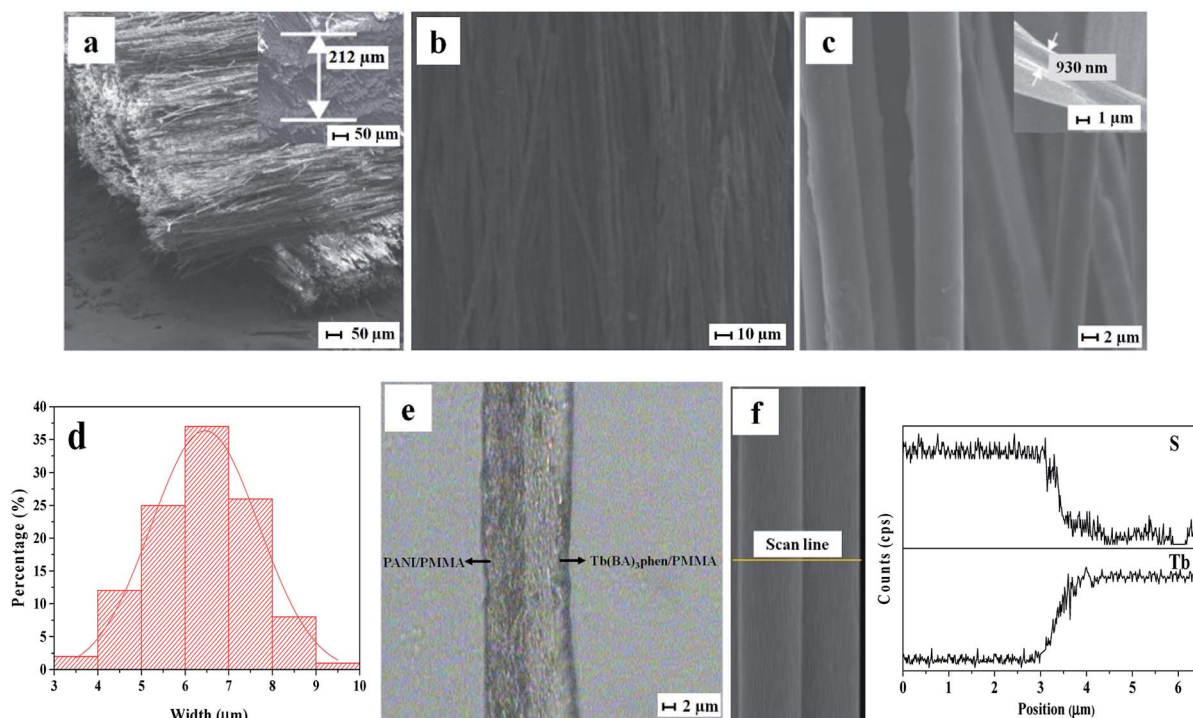 a
212 µm
50 µm
50 µm
b
10 µm
c
930 nm
1 µm
2 µm
d
Percentage (%)
40
35
30
25
20
15
10
5
0
3 4 5 6 7 8 9 10
Width (µm)
e
PANI/PMMA
Tb(BA)₃phen/PMMA
2 µm
f
Scan line
Counts (cps)
S
Tb
0 1 2 3 4 5 6
Position (µm)